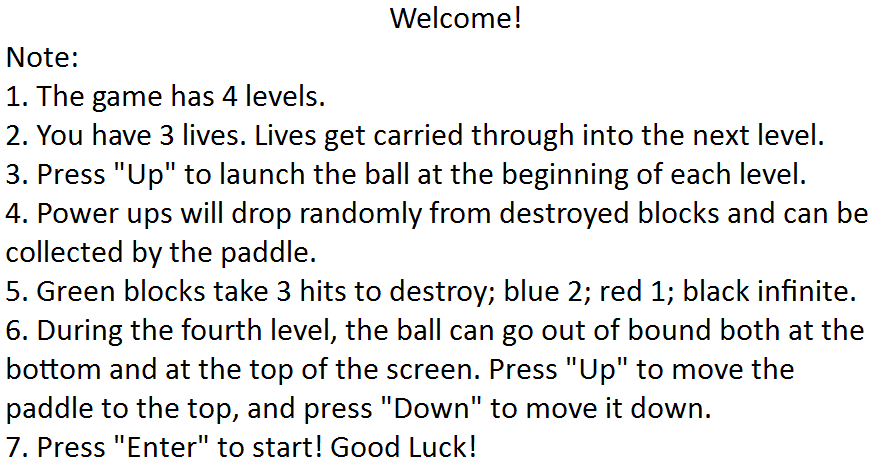 Welcome!
Note:
1. The game has 4 levels.
2. You have 3 lives. Lives get carried through into the next level.
3. Press "Up" to launch the ball at the beginning of each level.
4. Power ups will drop randomly from destroyed blocks and can be
collected by the paddle.
5. Green blocks take 3 hits to destroy; blue 2; red 1; black infinite.
6. During the fourth level, the ball can go out of bound both at the
bottom and at the top of the screen. Press "Up" to move the
paddle to the top, and press "Down" to move it down.
7. Press "Enter" to start! Good Luck!